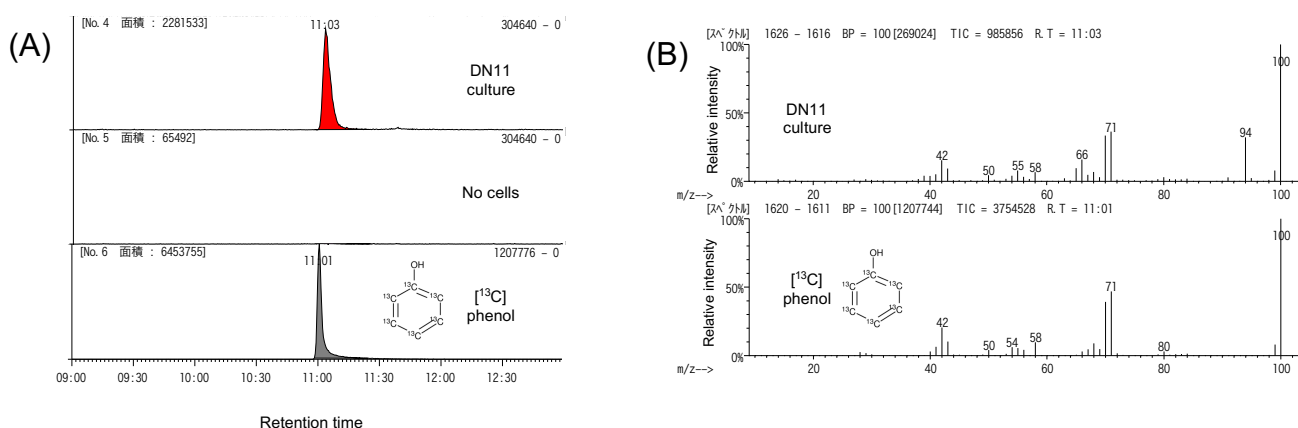 (A)
[No. 4 面積 : 2281533] 304640 - 0
11:03
DN11
culture
[No. 5 面積 : 65492] 304640 - 0
No cells
[No. 6 面積 : 6453755] 1207776 - 0
11:01
OH
13C
13C 13C
13C 13C
13C
[13C]
phenol
09:00 09:30 10:00 10:30 11:00 11:30 12:00 12:30
Retention time
(B)
[スペクトル] 1626 - 1616 BP = 100 [269024] TIC = 985856 R.T = 11:03
100%
50%
0%
Relative intensity
DN11
culture
42 50 55 58 66 71 94 100
m/z--> 20 40 60 80 100
[スペクトル] 1620 - 1611 BP = 100 [1207744] TIC = 3754528 R.T = 11:01
100%
50%
0%
Relative intensity
[13C]
phenol
OH
13C
13C 13C
13C 13C
13C
42 50 54 58 71 80 100
m/z--> 20 40 60 80 100